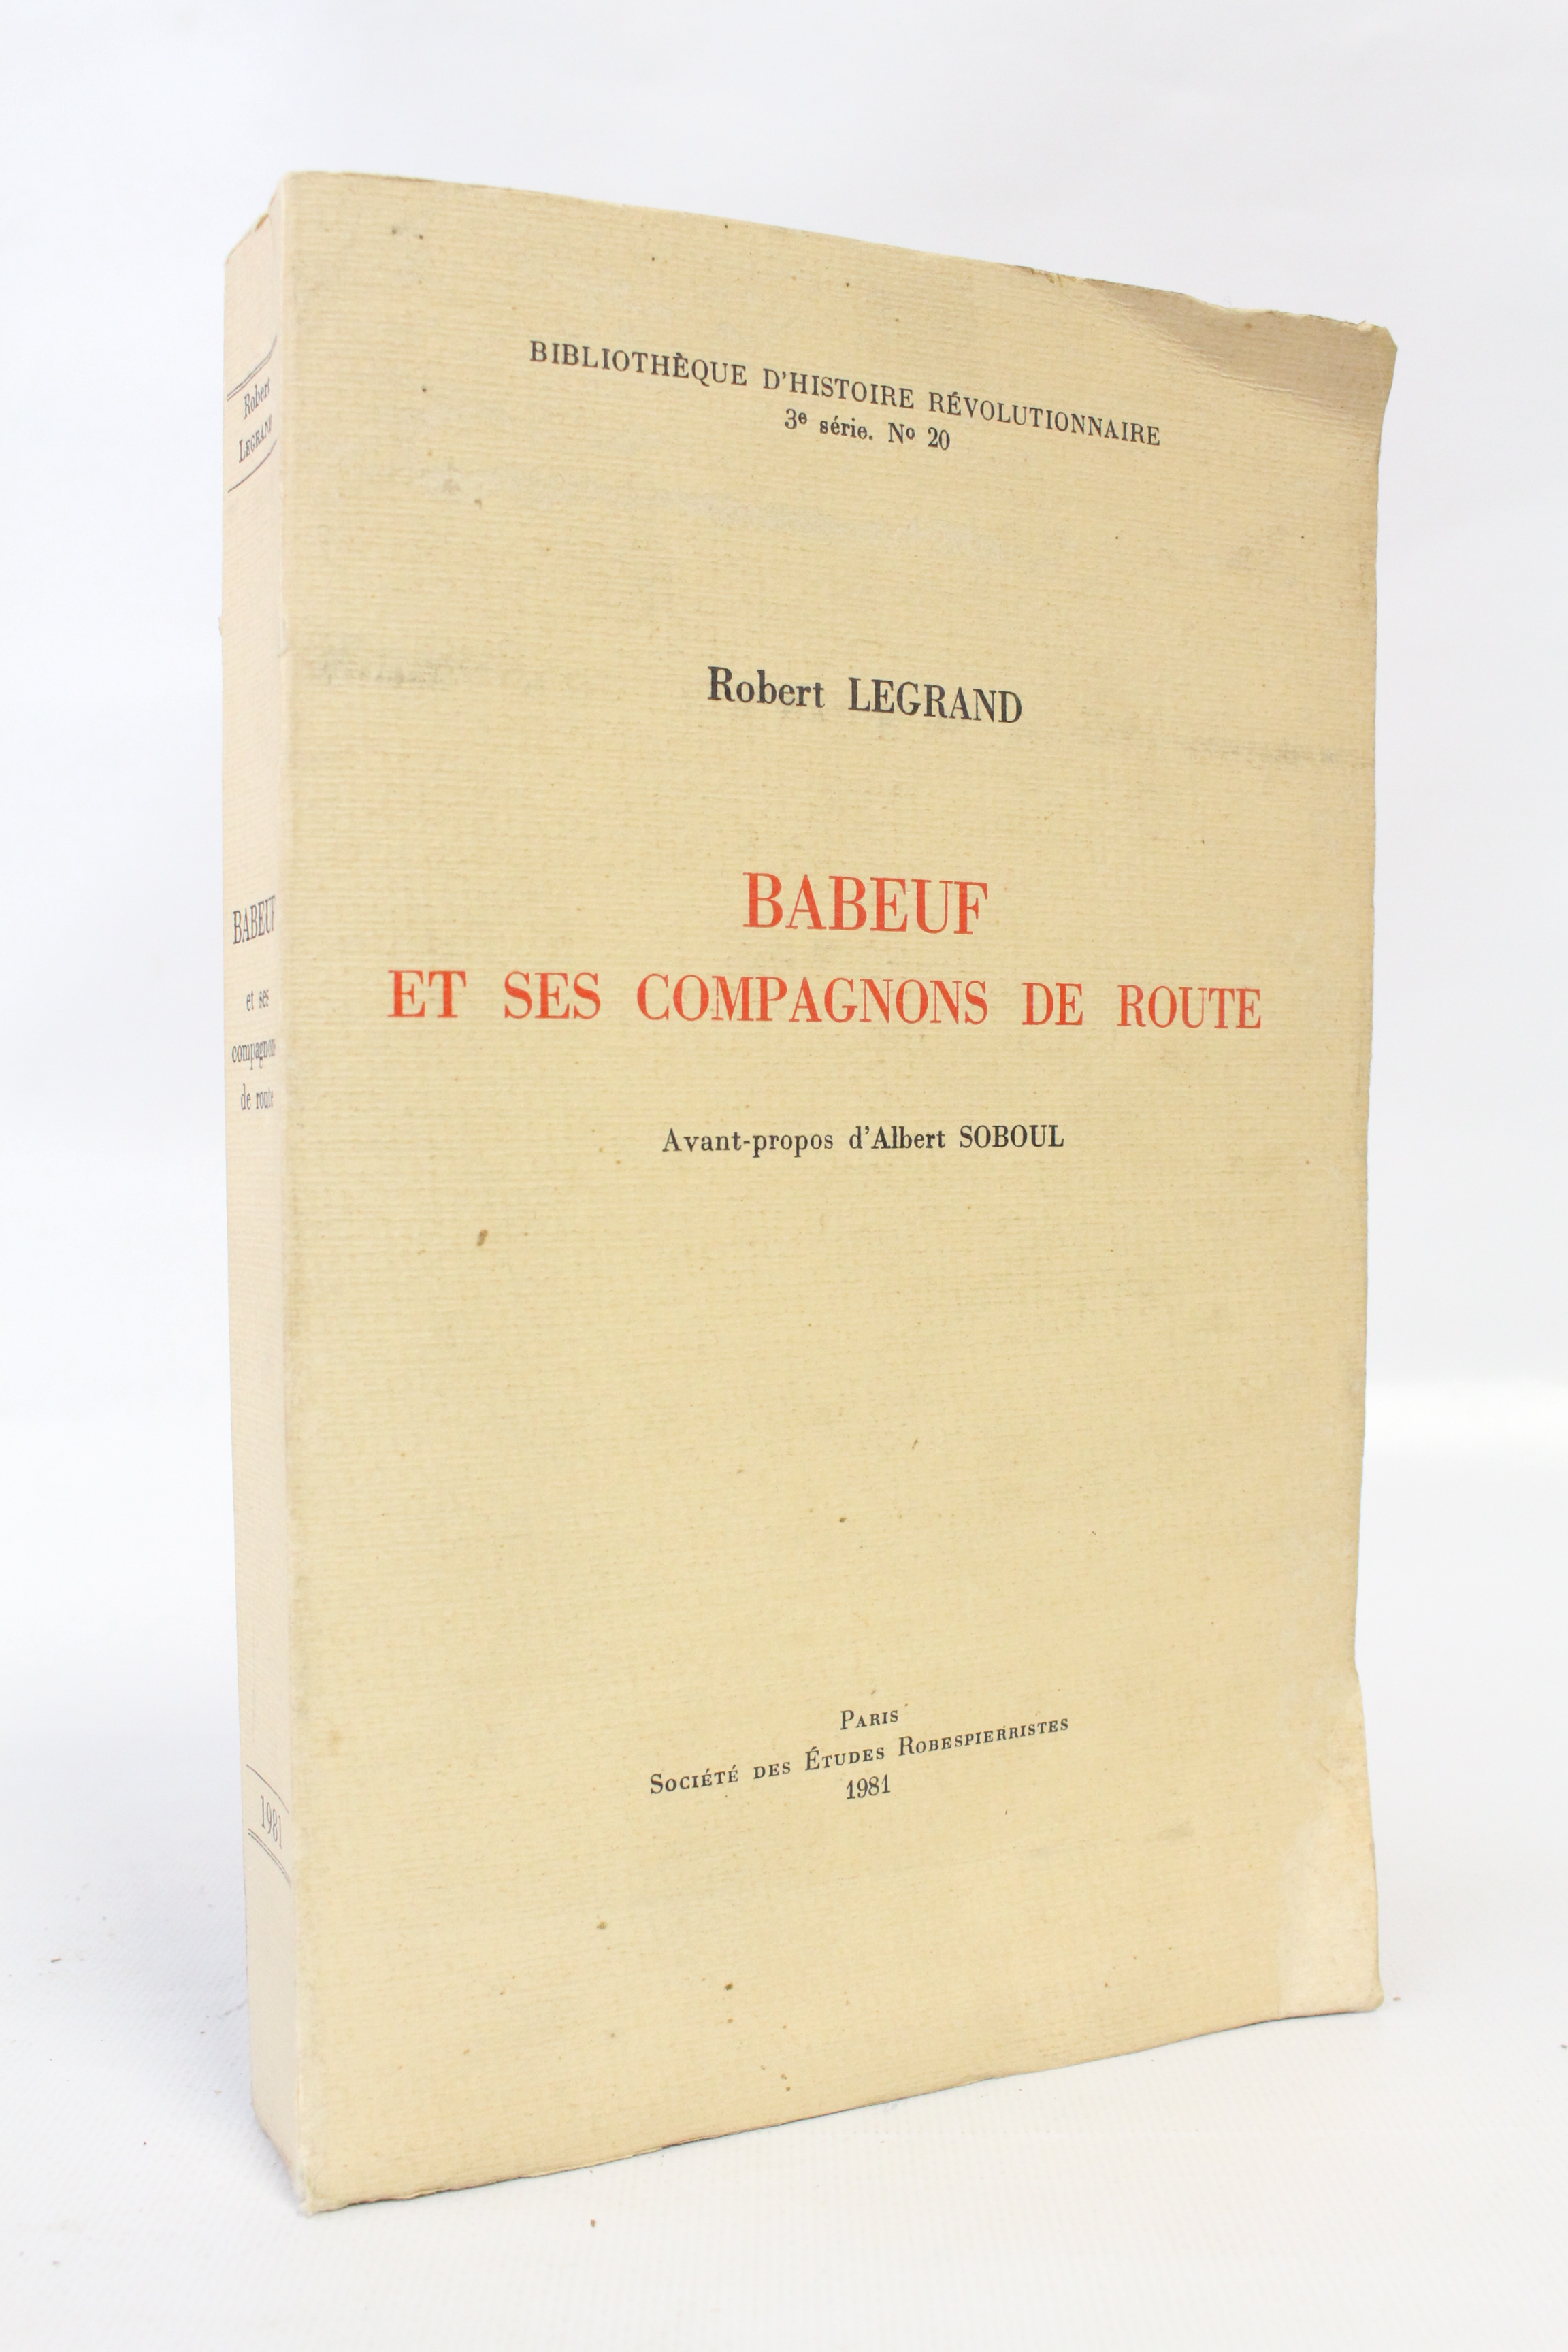 BIBLIOTHÈQUE D'HISTOIRE RÉVOLUTIONNAIRE
3e série. No 20
Robert LEGRAND
BABEUF
ET SES COMPAGNONS DE ROUTE
Avant-propos d'Albert SOBOUL
PARIS
SOCIÉTÉ DES ÉTUDES ROBESPIERRISTES
1981
Robert
LEGRAND
BABEUF
et ses
compagnons
de route
1981